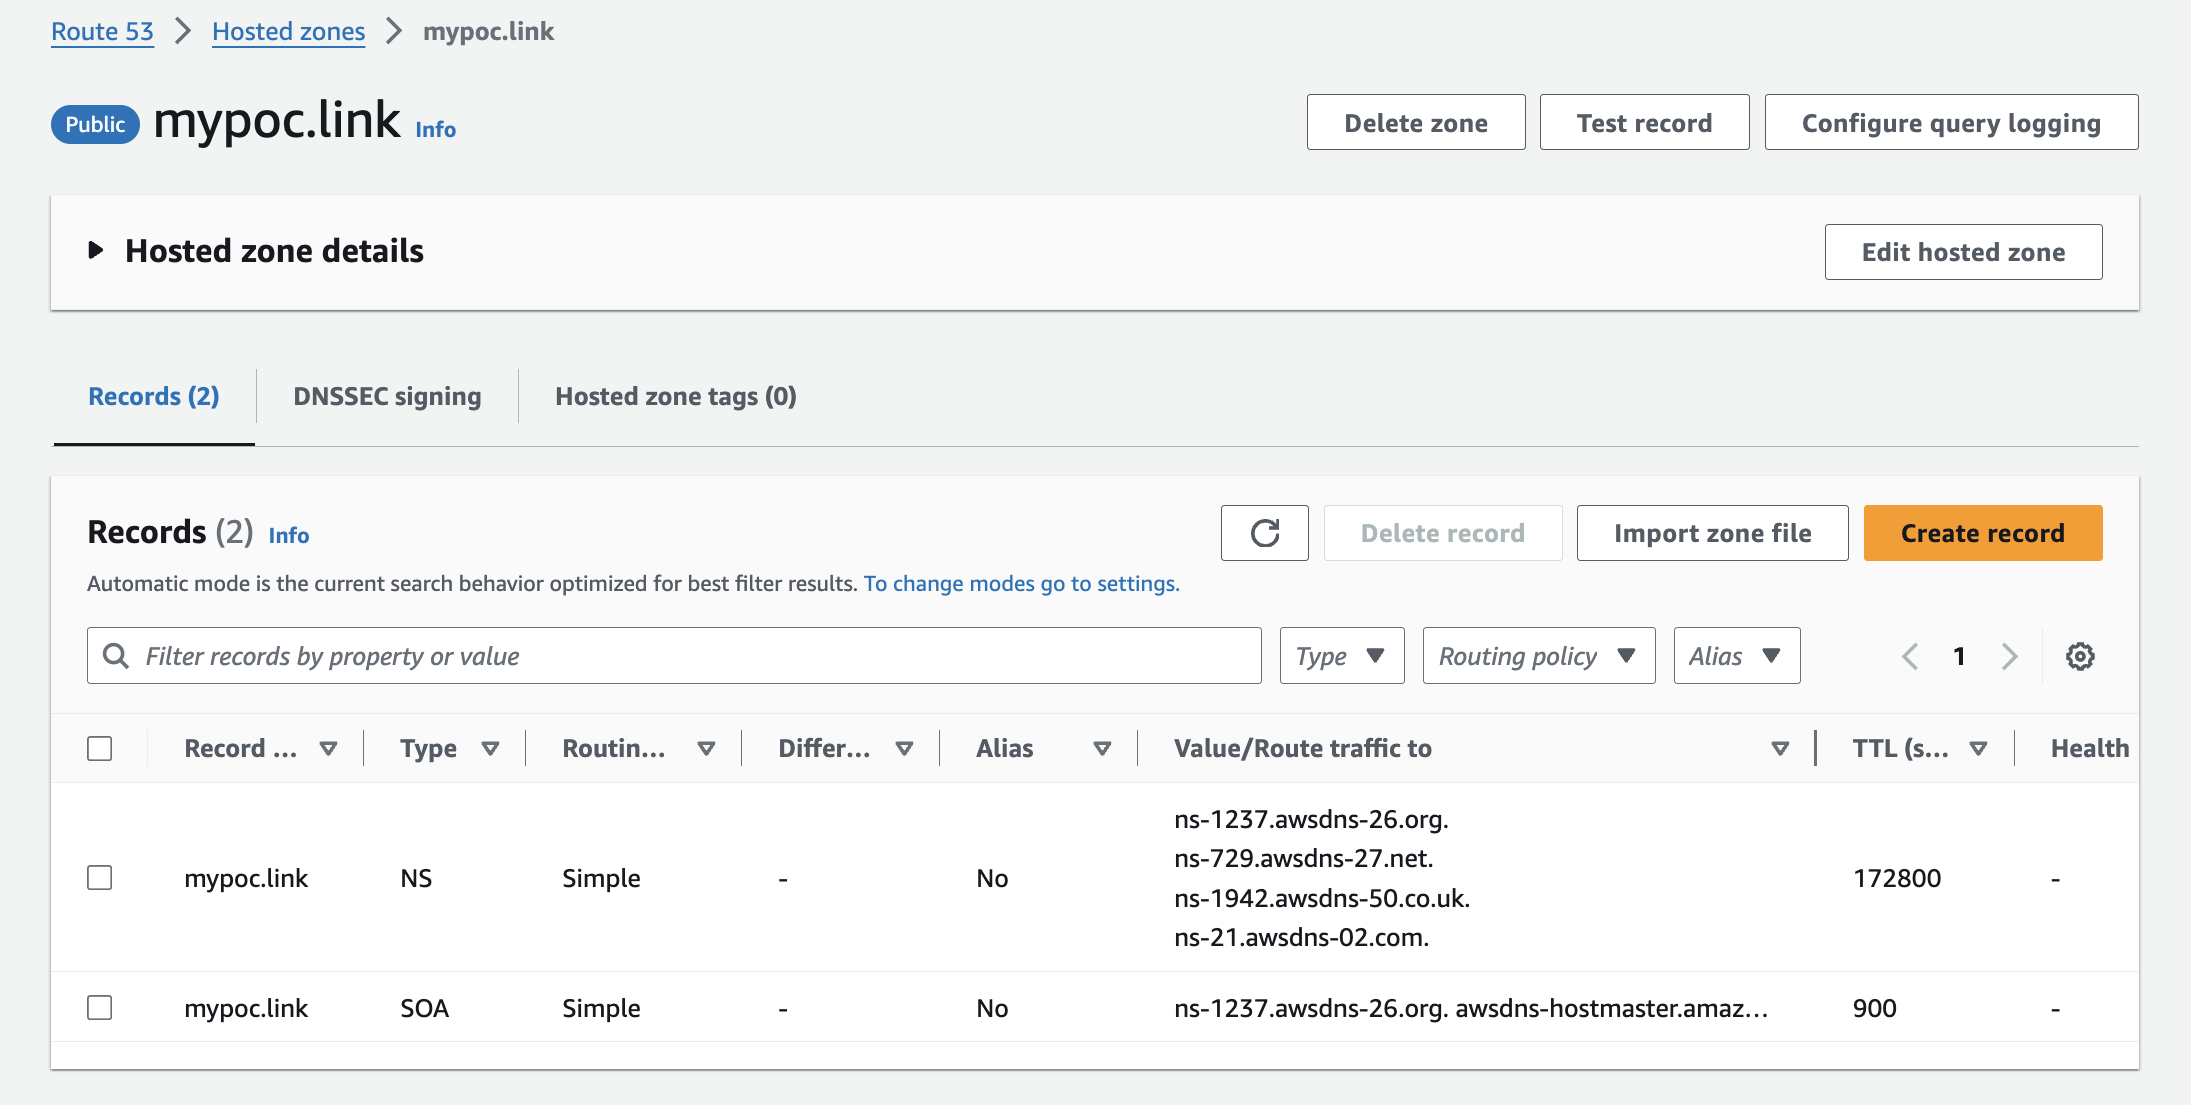 Route 53 > Hosted zones > mypoc.link
Public mypoc.link Info
Delete zone Test record Configure query logging
Hosted zone details Edit hosted zone
Records (2) DNSSEC signing Hosted zone tags (0)
Records (2) Info
Delete record Import zone file Create record
Automatic mode is the current search behavior optimized for best filter results. To change modes go to settings.
Filter records by property or value Type Routing policy Alias 1
Record ... Type Routin... Differ... Alias Value/Route traffic to TTL (s... Health
ns-1237.awsdns-26.org.
ns-729.awsdns-27.net.
mypoc.link NS Simple - No 172800 -
ns-1942.awsdns-50.co.uk.
ns-21.awsdns-02.com.
mypoc.link SOA Simple - No ns-1237.awsdns-26.org. awsdns-hostmaster.amaz... 900 -